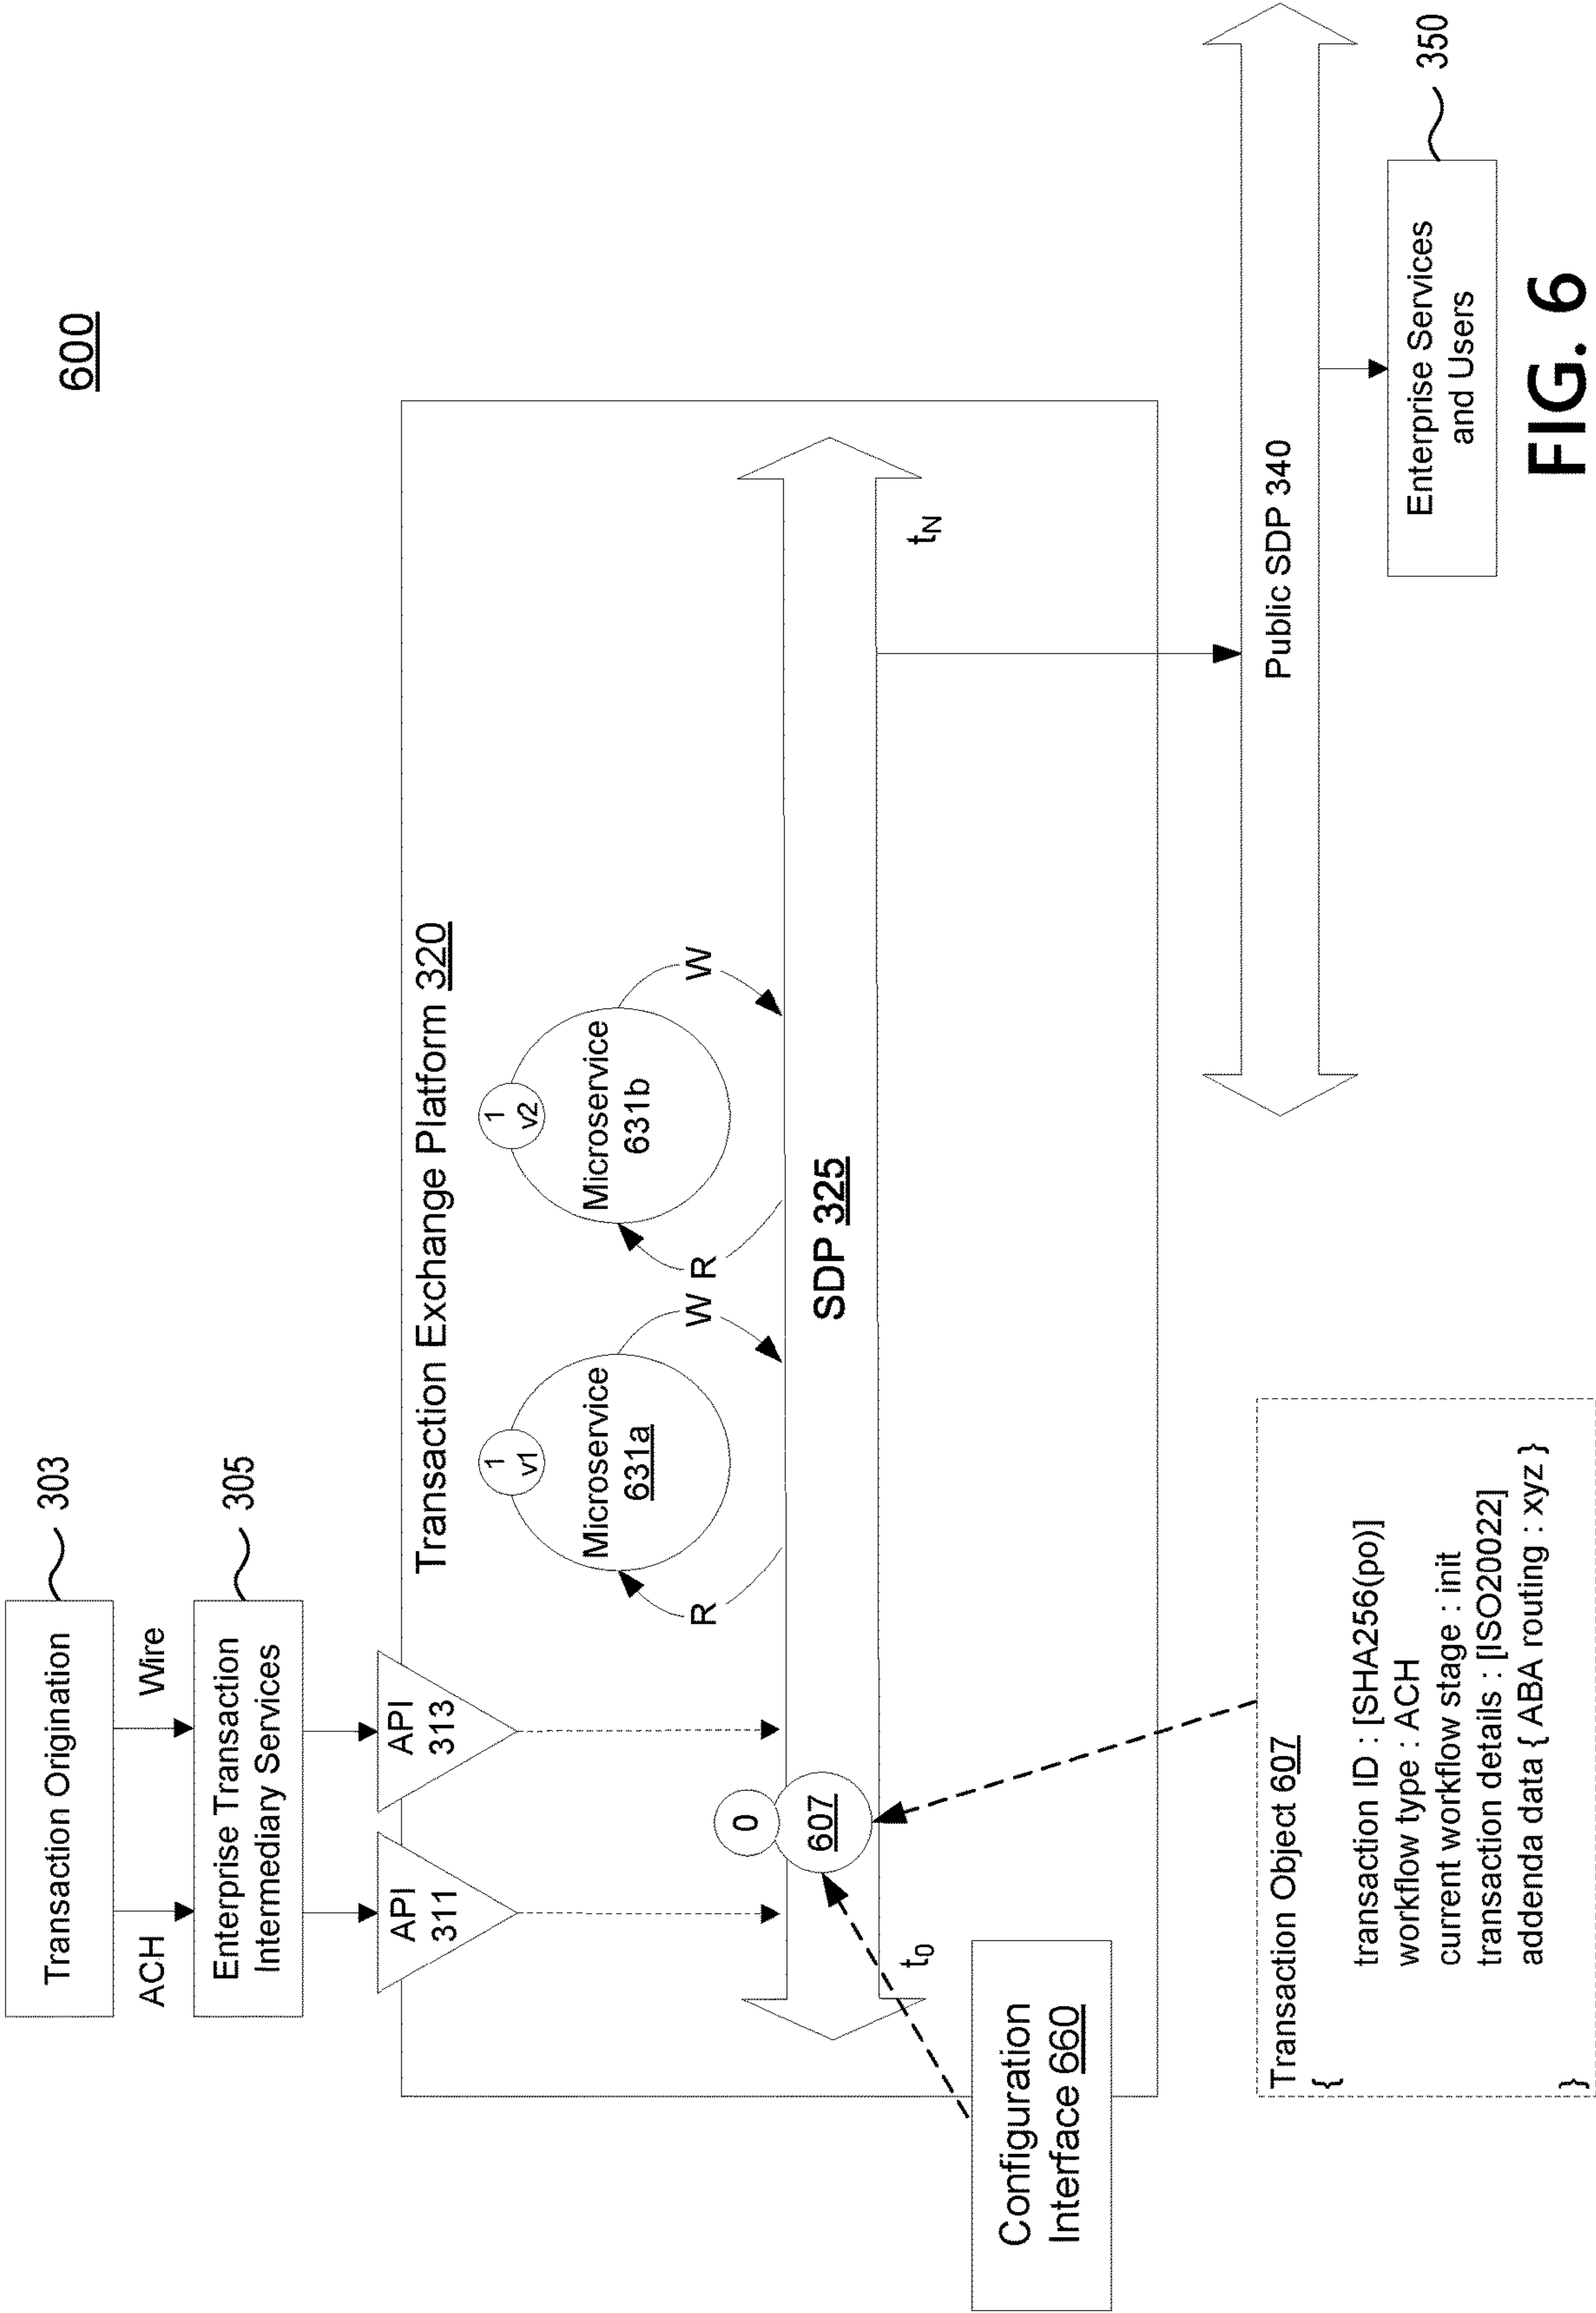 600
Transaction Origination
303
ACH
Wire
Enterprise Transaction
Intermediary Services
305
API
311
API
313
Transaction Exchange Platform 320
1
v1
Microservice
631a
R
W
1
v2
Microservice
631b
R
W
0
607
SDP 325
t0
tN
Configuration
Interface 660
Public SDP 340
Transaction Object 607
{
transaction ID : [SHA256(po)]
workflow type : ACH
current workflow stage : init
transaction details : [ISO20022]
addenda data { ABA routing : xyz }
}
Enterprise Services
and Users
350
FIG. 6